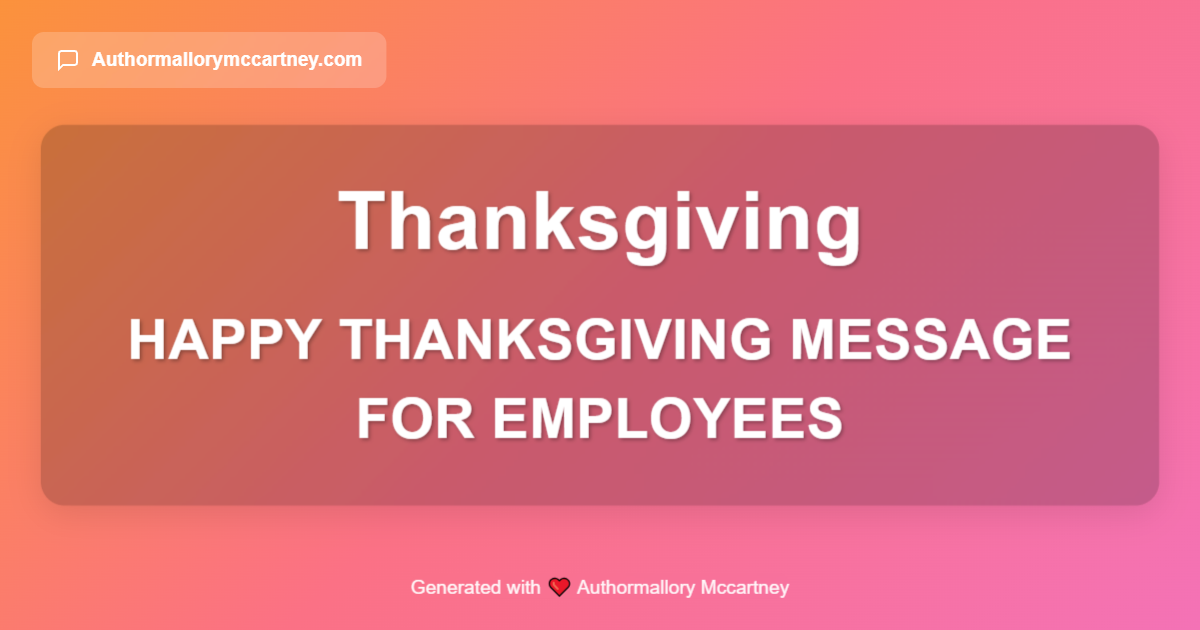 Authormallorymccartney.com
Thanksgiving
HAPPY THANKSGIVING MESSAGE
FOR EMPLOYEES
Generated with ❤️ Authormallory Mccartney